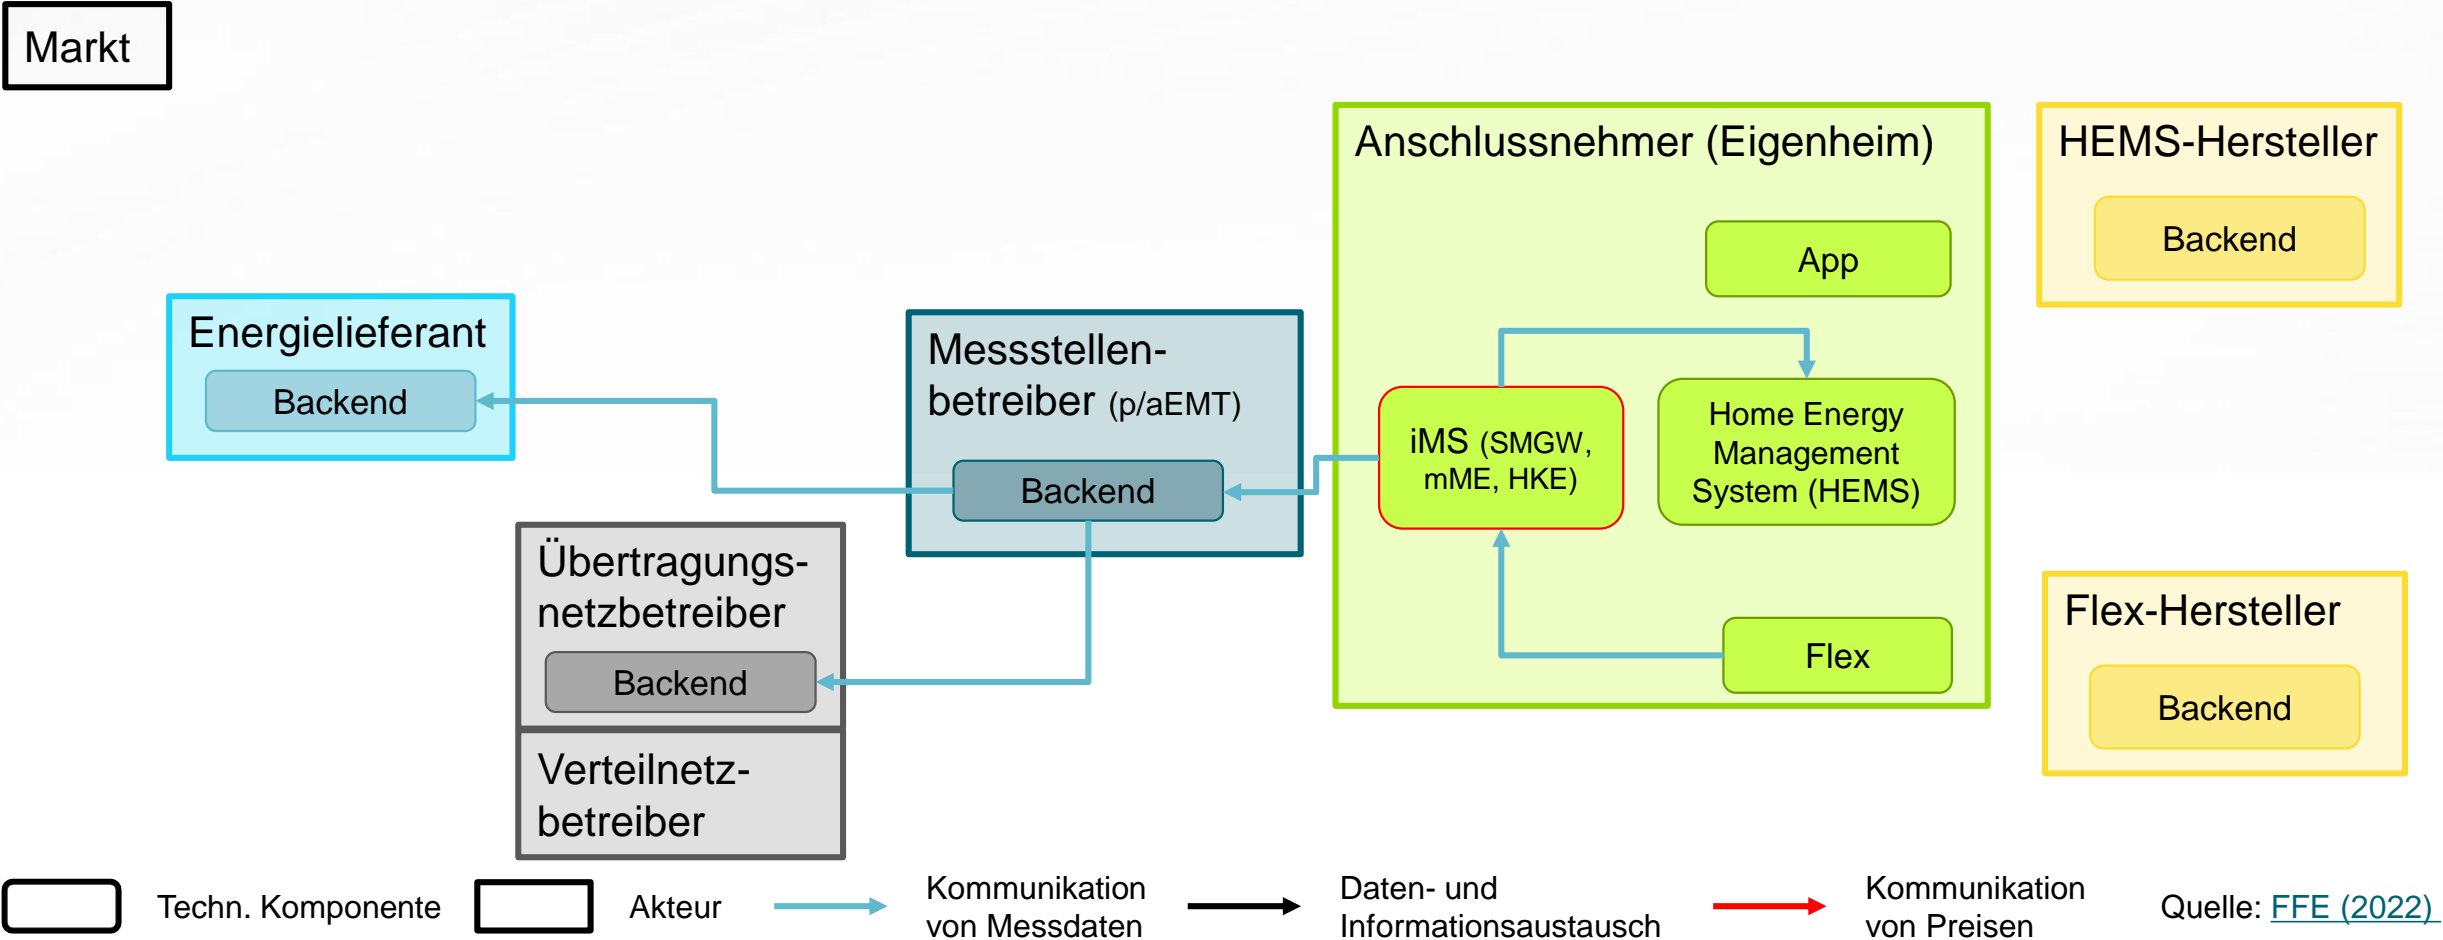 Markt
Anschlussnehmer (Eigenheim)
HEMS-Hersteller
Backend
App
Energielieferant
Backend
Messstellen-
betreiber (p/aEMT)
Backend
iMS (SMGW,
mME, HKE)
Home Energy
Management
System (HEMS)
Übertragungs-
netzbetreiber
Backend
Flex
Flex-Hersteller
Backend
Verteilnetz-
betreiber
Techn. Komponente
Akteur
Kommunikation
von Messdaten
Daten- und
Informationsaustausch
Kommunikation
von Preisen
Quelle: FFE (2022)